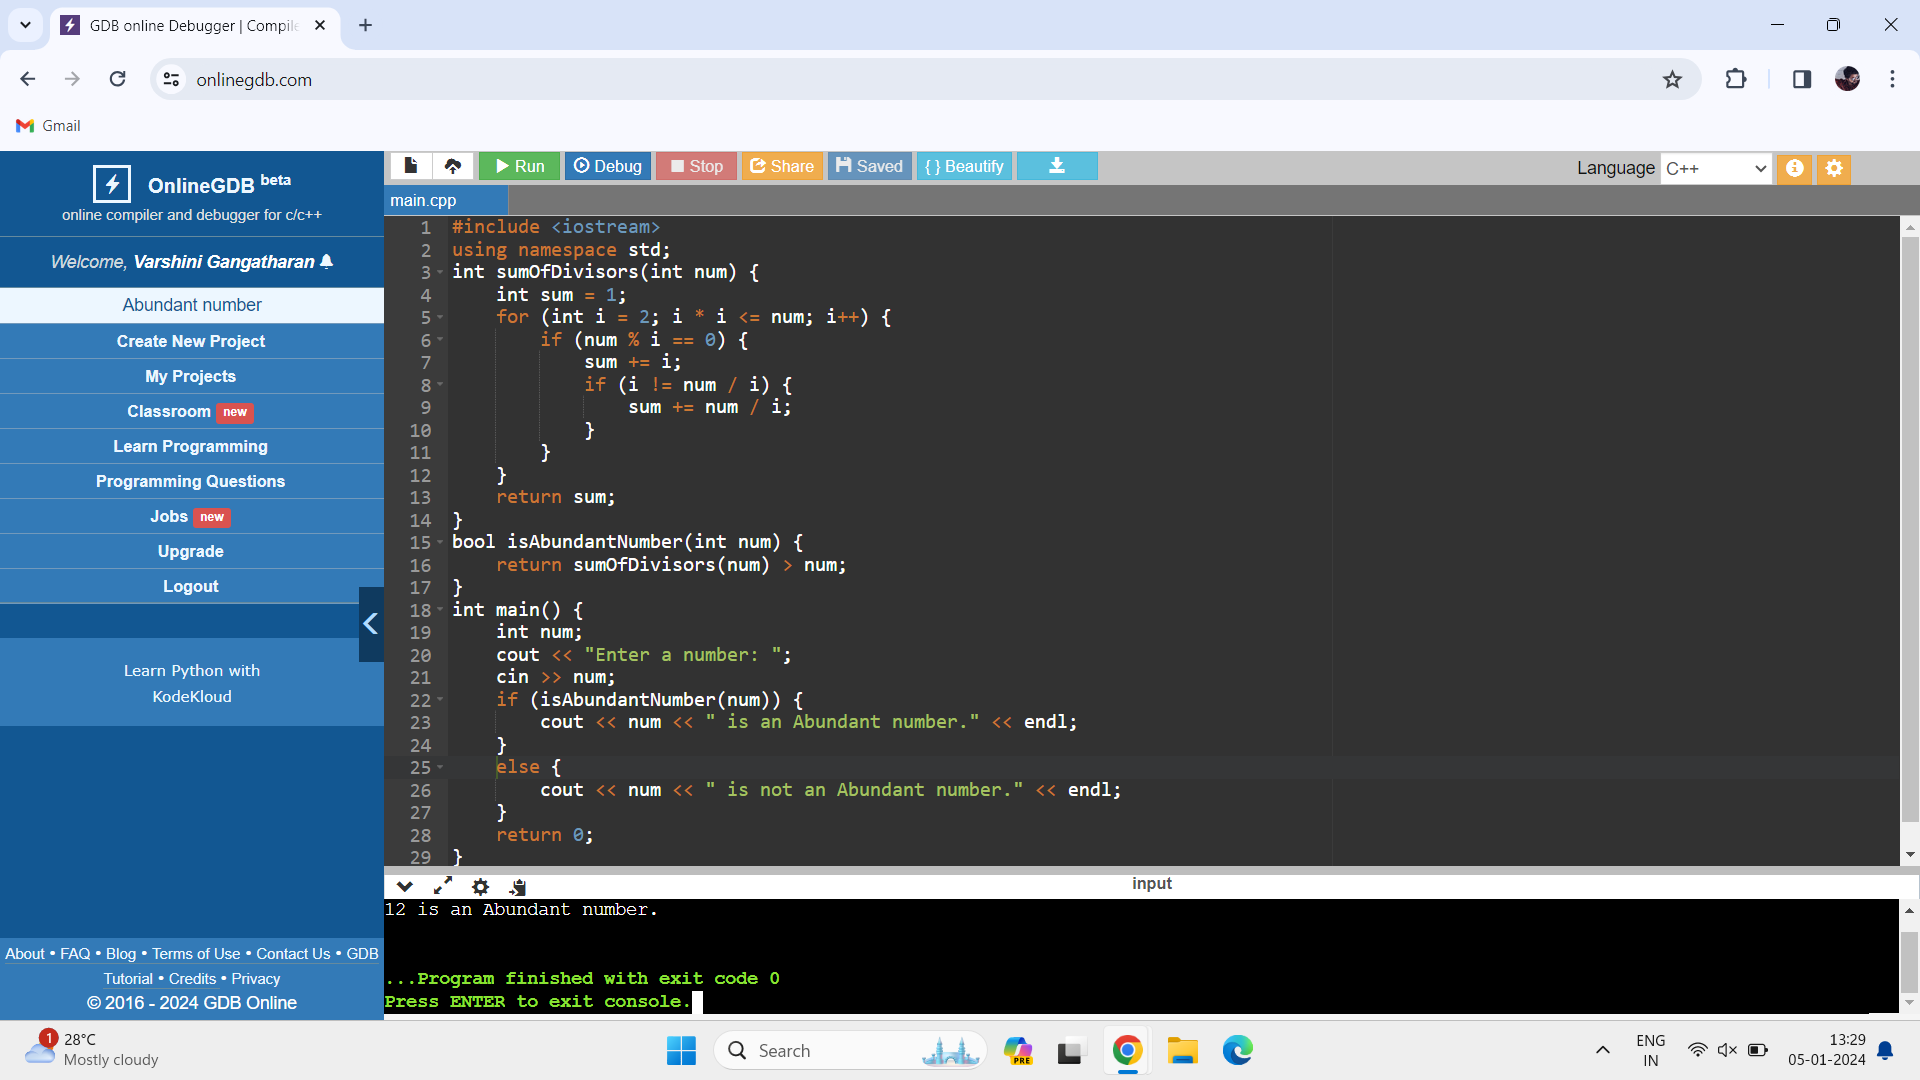 GDB online Debugger | Compile
onlinegdb.com
Gmail
OnlineGDB beta
online compiler and debugger for c/c++
Welcome, Varshini Gangatharan
Abundant number
Create New Project
My Projects
Classroom new
Learn Programming
Programming Questions
Jobs new
Upgrade
Logout
Learn Python with
KodeKloud
About • FAQ • Blog • Terms of Use • Contact Us • GDB
Tutorial • Credits • Privacy
© 2016 - 2024 GDB Online
Run Debug Stop Share Saved { } Beautify
Language C++
main.cpp
1 #include <iostream>
2 using namespace std;
3 int sumOfDivisors(int num) {
4     int sum = 1;
5     for (int i = 2; i * i <= num; i++) {
6         if (num % i == 0) {
7             sum += i;
8             if (i != num / i) {
9                 sum += num / i;
10             }
11         }
12     }
13     return sum;
14 }
15 bool isAbundantNumber(int num) {
16     return sumOfDivisors(num) > num;
17 }
18 int main() {
19     int num;
20     cout << "Enter a number: ";
21     cin >> num;
22     if (isAbundantNumber(num)) {
23         cout << num << " is an Abundant number." << endl;
24     }
25     else {
26         cout << num << " is not an Abundant number." << endl;
27     }
28     return 0;
29 }
input
12 is an Abundant number.
...Program finished with exit code 0
Press ENTER to exit console.
1
28°C
Mostly cloudy
Search
PRE
ENG
IN
13:29
05-01-2024